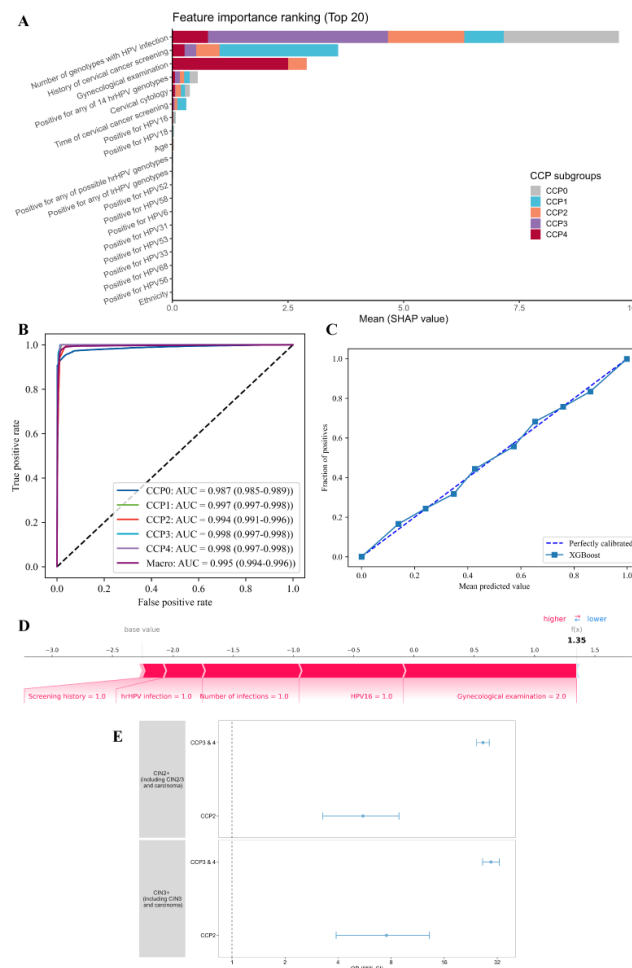 A
Feature importance ranking (Top 20)
Number of genotypes with HPV infection
History of cervical cancer screening
Gynecological examination
Positive for any of 14 hrHPV genotypes
Cervical cytology
Time of cervical cancer screening
Positive for HPV16
Positive for HPV18
Age
Positive for any of possible hrHPV genotypes
Positive for any of lrHPV genotypes
Positive for HPV52
Positive for HPV58
Positive for HPV6
Positive for HPV31
Positive for HPV53
Positive for HPV33
Positive for HPV68
Positive for HPV56
Ethnicity
CCP subgroups
CCP0
CCP1
CCP2
CCP3
CCP4
0.0 2.5 5.0 7.5
Mean (SHAP value)
B
True positive rate
1.0
0.8
0.6
0.4
0.2
0.0
CCP0: AUC = 0.987 (0.985-0.989))
CCP1: AUC = 0.997 (0.997-0.998))
CCP2: AUC = 0.994 (0.991-0.996))
CCP3: AUC = 0.998 (0.997-0.998))
CCP4: AUC = 0.998 (0.997-0.998))
Macro: AUC = 0.995 (0.994-0.996))
0.0 0.2 0.4 0.6 0.8 1.0
False positive rate
C
Fraction of positives
1.0
0.8
0.6
0.4
0.2
0.0
Perfectly calibrated
XGBoost
0.0 0.2 0.4 0.6 0.8 1.0
Mean predicted value
D
higher lower
base value f(x)
1.35
−3.0 −2.5 −2.0 −1.5 −1.0 −0.5 0.0 0.5 1.5
Screening history = 1.0 hrHPV infection = 1.0 Number of infections = 1.0 HPV16 = 1.0 Gynecological examination = 2.0
E
CIN2+
(including CIN2/3
and carcinoma)
CCP3 & 4
CCP2
CIN3+
(including CIN3
and carcinoma)
CCP3 & 4
CCP2
1 2 4 8 16 32